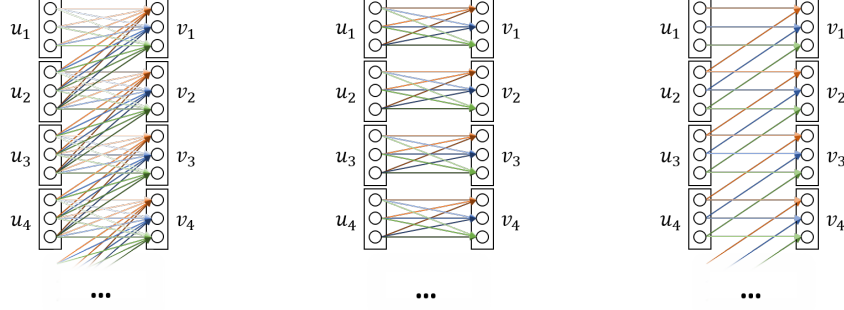 u1 v1 u1 v1 u1 v1
u2 v2 u2 v2 u2 v2
u3 v3 u3 v3 u3 v3
u4 v4 u4 v4 u4 v4
... ... ...